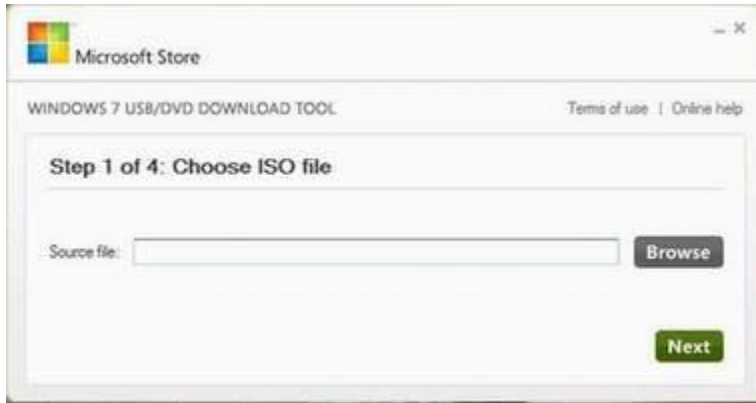 Microsoft Store
WINDOWS 7 USB/DVD DOWNLOAD TOOL Terms of use | Online help
Step 1 of 4: Choose ISO file
Source file: Browse
Next